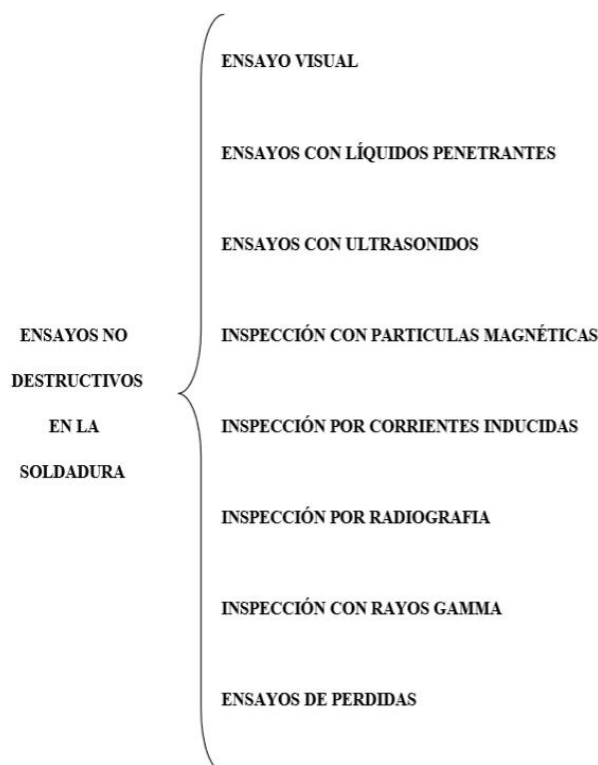 ENSAYO VISUAL
ENSAYOS CON LÍQUIDOS PENETRANTES
ENSAYOS CON ULTRASONIDOS
ENSAYOS NO
DESTRUCTIVOS
EN LA
SOLDADURA
INSPECCIÓN CON PARTICULAS MAGNÉTICAS
INSPECCIÓN POR CORRIENTES INDUCIDAS
INSPECCIÓN POR RADIOGRAFIA
INSPECCIÓN CON RAYOS GAMMA
ENSAYOS DE PERDIDAS